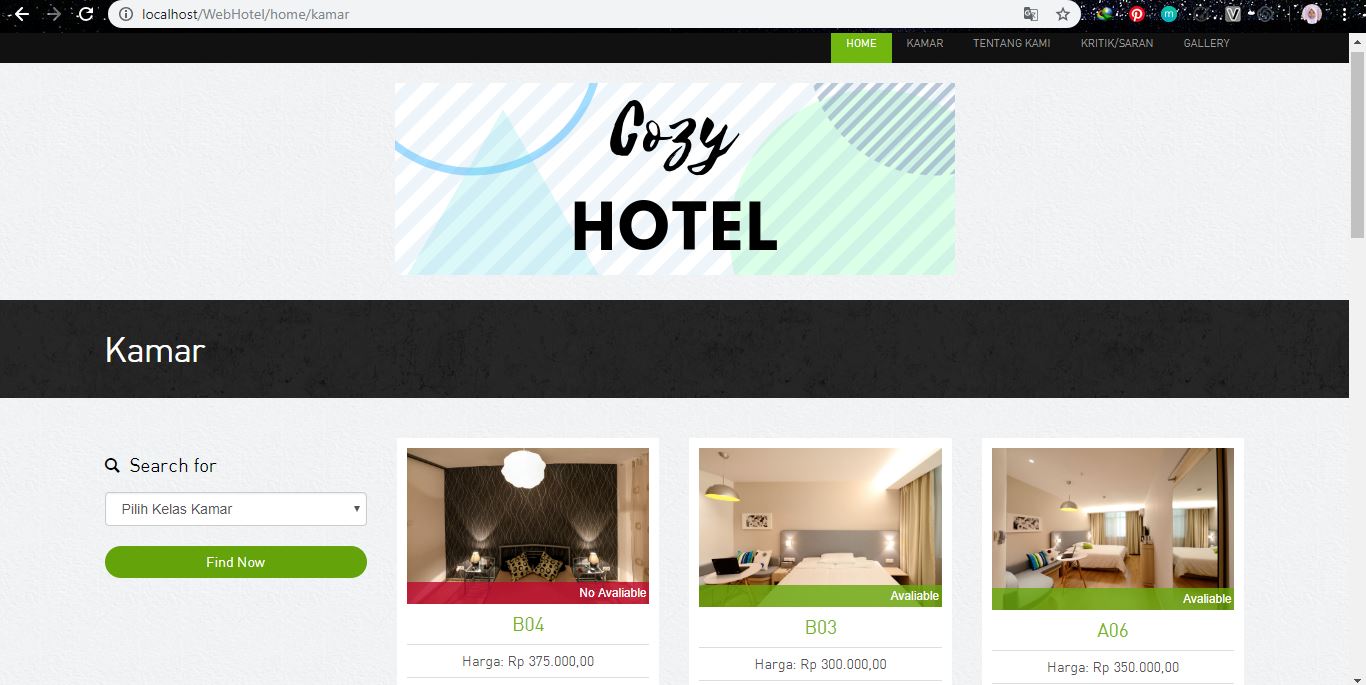 localhost/WebHotel/home/kamar
HOME KAMAR TENTANG KAMI KRITIK/SARAN GALLERY
Cozy
HOTEL
Kamar
Search for
Pilih Kelas Kamar
Find Now
No Avaliable
B04
Harga: Rp 375.000,00
Avaliable
B03
Harga: Rp 300.000,00
Avaliable
A06
Harga: Rp 350.000,00